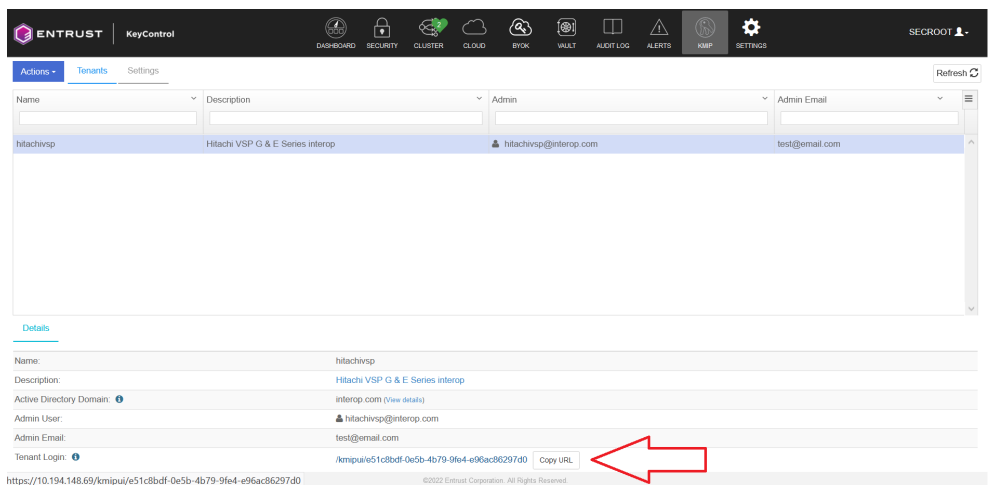 ENTRUST KeyControl
2
DASHBOARD SECURITY CLUSTER CLOUD BYOK VAULT AUDIT LOG ALERTS KMIP SETTINGS
SECROOT
Actions Tenants Settings Refresh
Name Description Admin Admin Email
hitachivsp Hitachi VSP G & E Series interop hitachivsp@interop.com test@email.com
Details
Name: hitachivsp
Description: Hitachi VSP G & E Series interop
Active Directory Domain: interop.com (View details)
Admin User: hitachivsp@interop.com
Admin Email: test@email.com
Tenant Login: /kmipui/e51c8bdf-0e5b-4b79-9fe4-e96ac86297d0 Copy URL
https://10.194.148.69/kmipui/e51c8bdf-0e5b-4b79-9fe4-e96ac86297d0 ©2022 Entrust Corporation. All Rights Reserved.